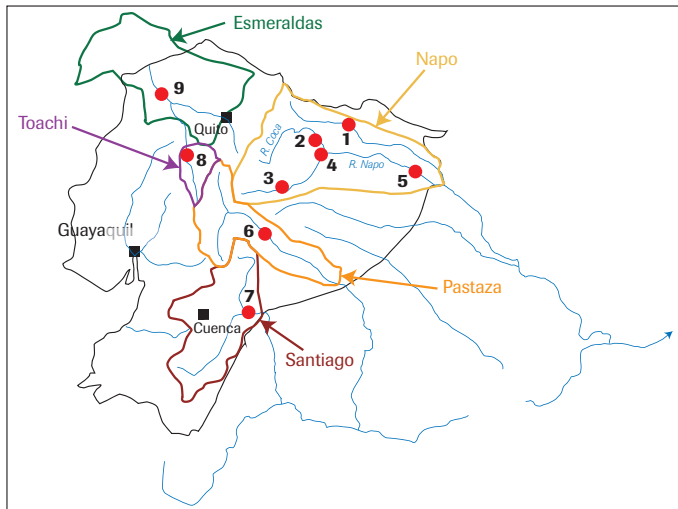 Esmeraldas
Napo
9
Toachi
Quito
R. Coca
1
2
8
4
R. Napo
3
5
Guayaquil
6
7
Pastaza
Cuenca
Santiago